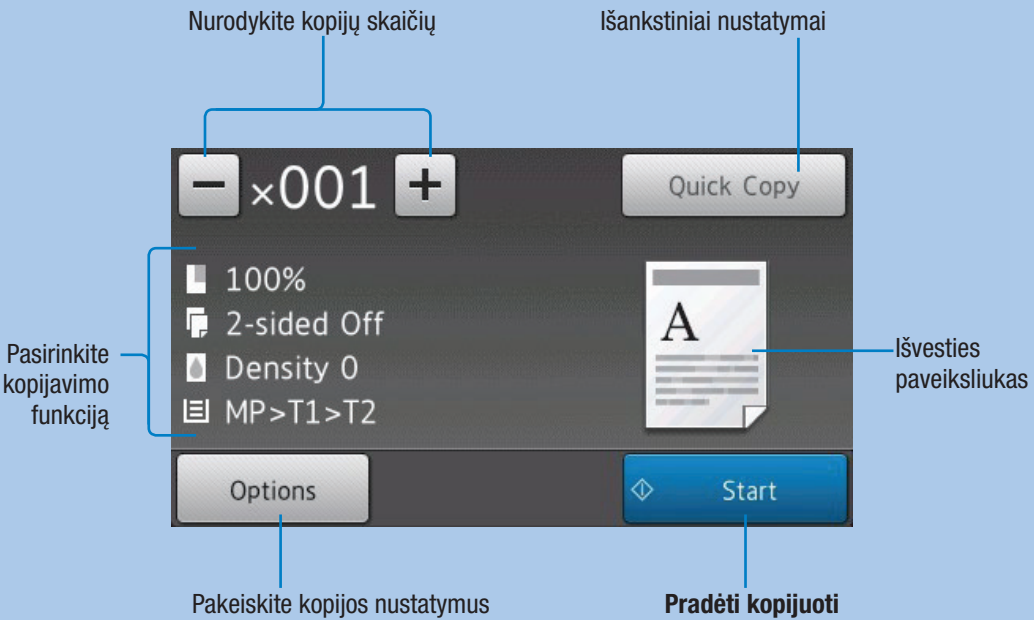 Nurodykite kopijų skaičių
Išankstiniai nustatymai
− ×001 +
Quick Copy
100%
2-sided Off
Density 0
MP>T1>T2
A
Pasirinkite
kopijavimo
funkciją
Išvesties
paveiksliukas
Options
Start
Pakeiskite kopijos nustatymus
Pradėti kopijuoti